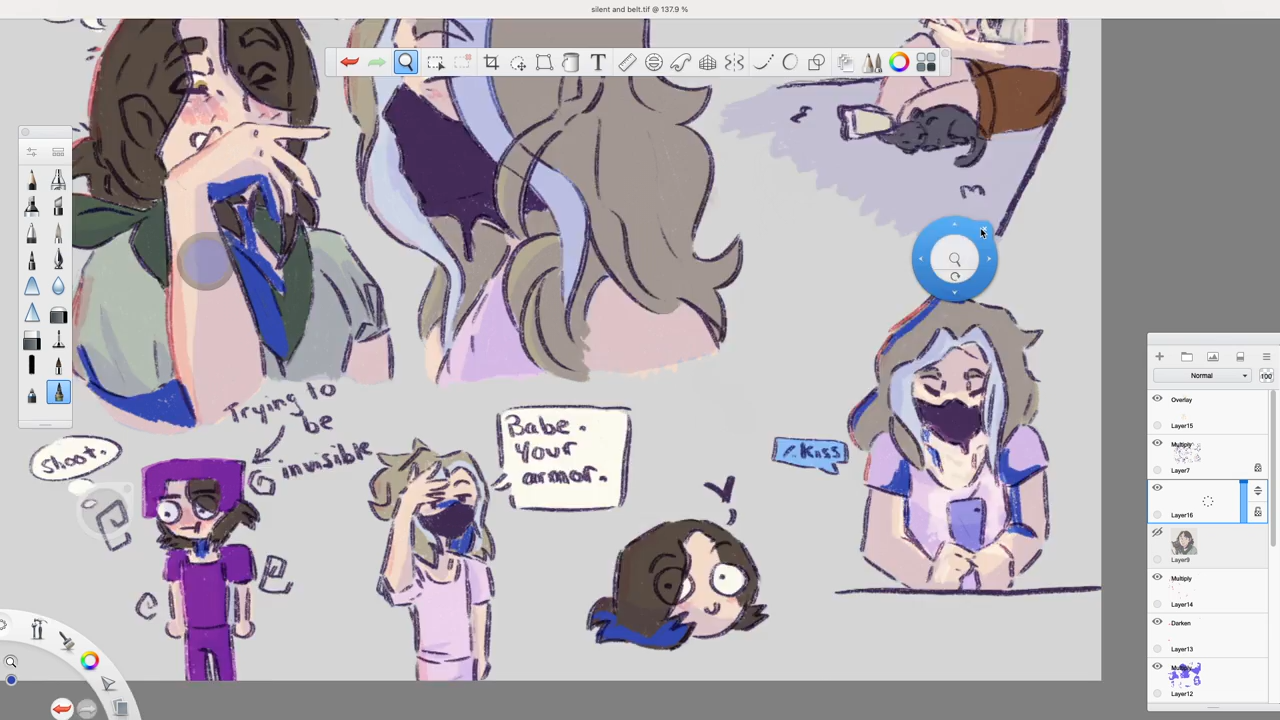 silent and belt.tif @ 137.9 %
T
Normal
100
Overlay
Layer15
Multiply
Layer7
Layer16
Layer9
Multiply
Layer14
Darken
Layer13
Multiply
Layer12
Trying to
be
invisible
shoot.
Babe.
your
armor.
/Kiss